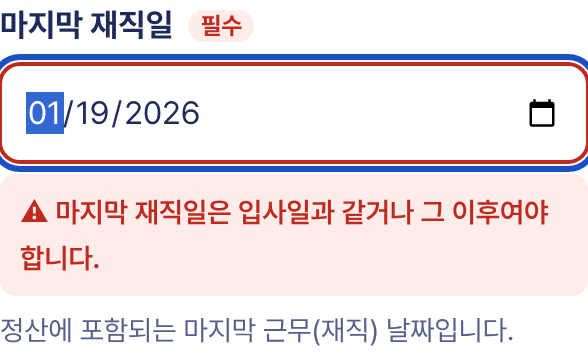 마지막 재직일 필수
01/19/2026
⚠ 마지막 재직일은 입사일과 같거나 그 이후여야
합니다.
정산에 포함되는 마지막 근무(재직) 날짜입니다.